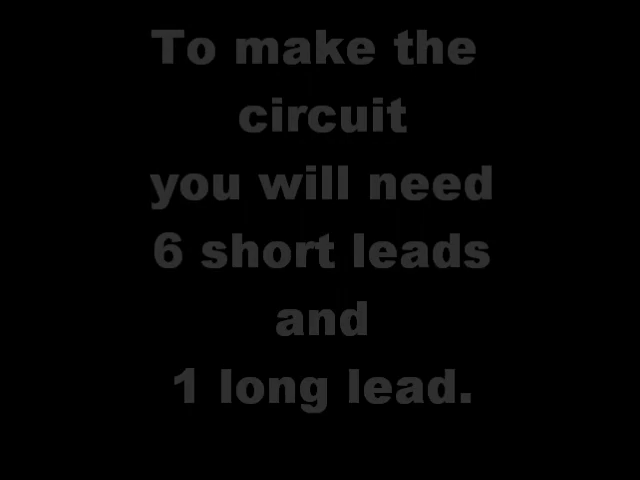 To make the
circuit
you will need
6 short leads
and
1 long lead.